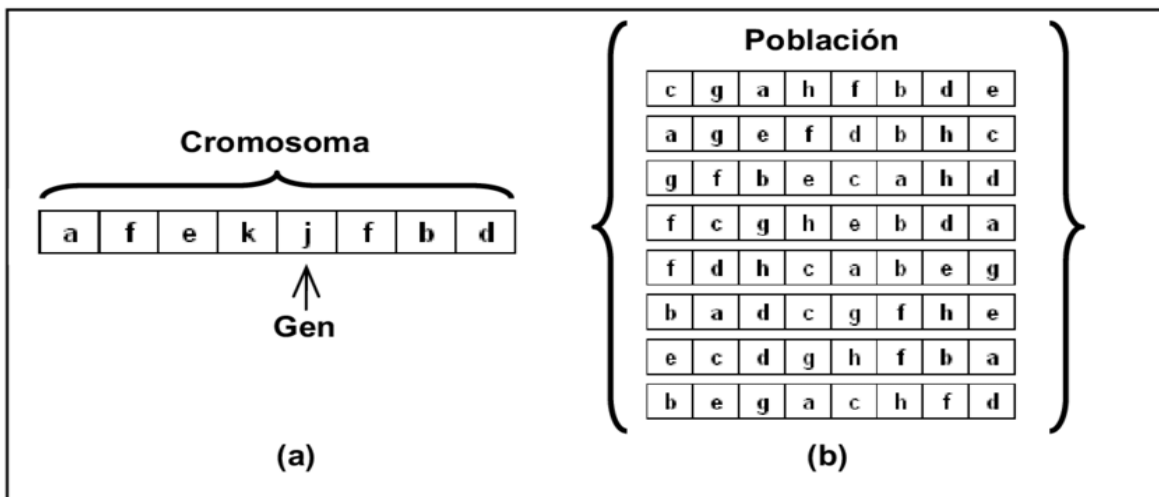 Cromosoma
a f e k j f b d
Gen
(a)
Población
c g a h f b d e
a g e f d b h c
g f b e c a h d
f c g h e b d a
f d h c a b e g
b a d c g f h e
e c d g h f b a
b e g a c h f d
(b)